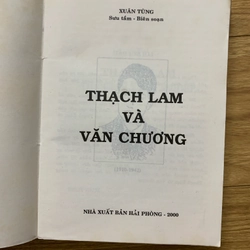 XUÂN TÙNG
Sưu tầm - Biên soạn
THẠCH LAM
VÀ
VĂN CHƯƠNG
NHÀ XUẤT BẢN HẢI PHÒNG - 2000